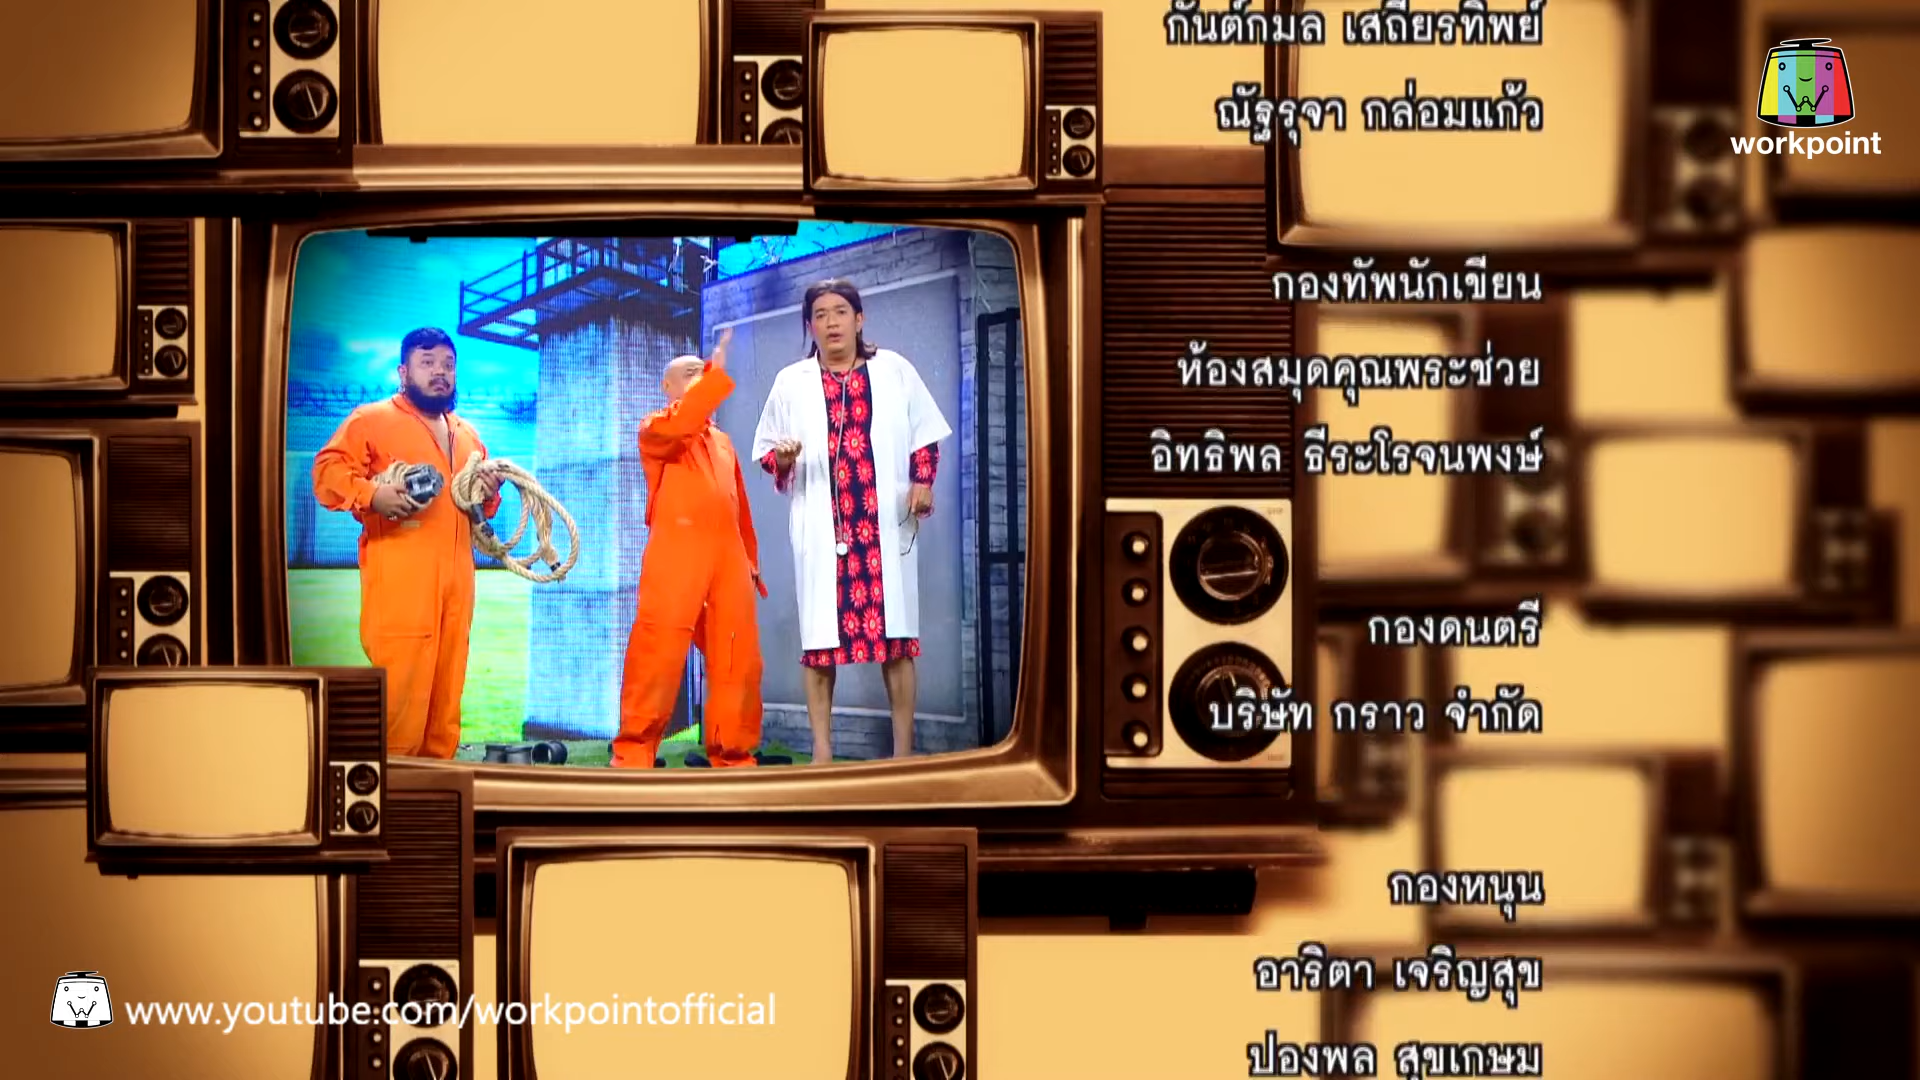 กันต์กมล เสถียรทิพย์
ณัฐรุจา กล่อมแก้ว
workpoint
กองทัพนักเขียน
ห้องสมุดคุณพระช่วย
อิทธิพล ธีระโรจนพงษ์
กองดนตรี
บริษัท กราว จำกัด
กองหนุน
อาริตา เจริญสุข
ปองพล สุขเกษม
www.youtube.com/workpointofficial